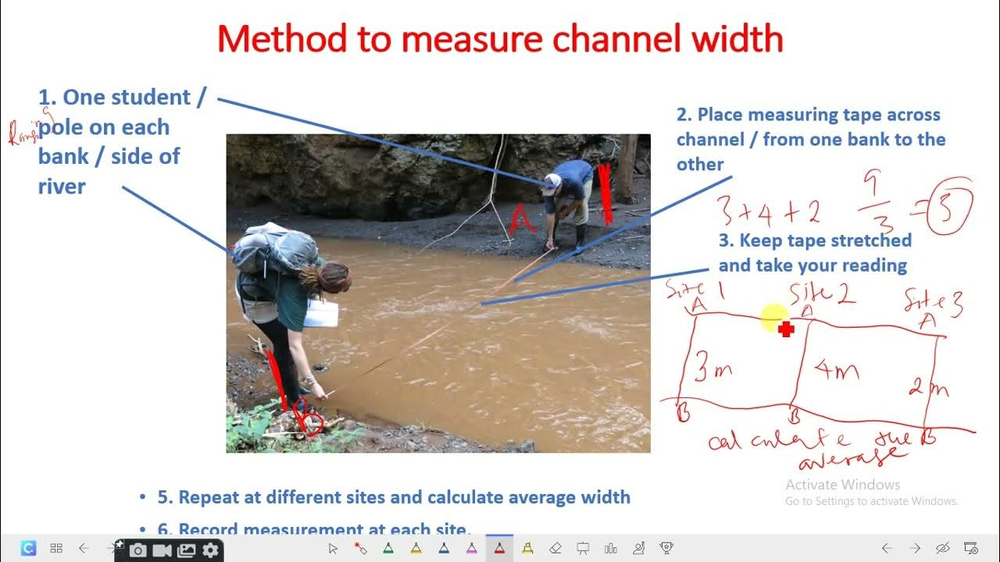 Method to measure channel width
1. One student /
pole on each
bank / side of
river
Ranging
2. Place measuring tape across
channel / from one bank to the
other
3+4+2
9
3
=3
3. Keep tape stretched
and take your reading
A
B
Site 1
Site 2
Site 3
A
A
A
3m
4m
2m
B
B
B
calculate the
average
Activate Windows
Go to Settings to activate Windows.
• 5. Repeat at different sites and calculate average width
• 6. Record measurement at each site.